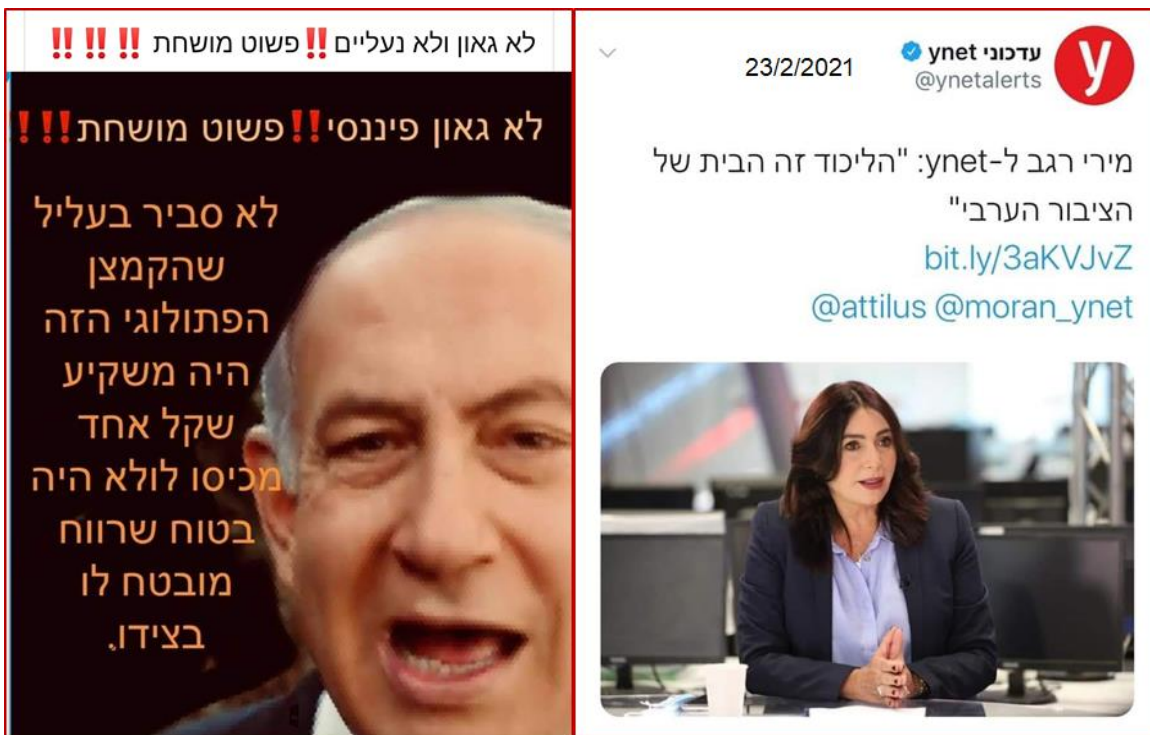 עדכוני ynet
@ynetalerts
23/2/2021
מירי רגב ל-ynet: "הליכוד זה הבית של
הציבור הערבי"
bit.ly/3aKVJvZ
@attilus @moran_ynet
לא גאון ולא נעליים‼️פשוט מושחת ‼️ ‼️ ‼️
לא גאון פיננסי‼️פשוט מושחת‼️❗
לא סביר בעליל
שהקמצן
הפתולוגי הזה
היה משקיע
שקל אחד
מכיסו לולא היה
בטוח שרווח
מובטח לו
בצידו.